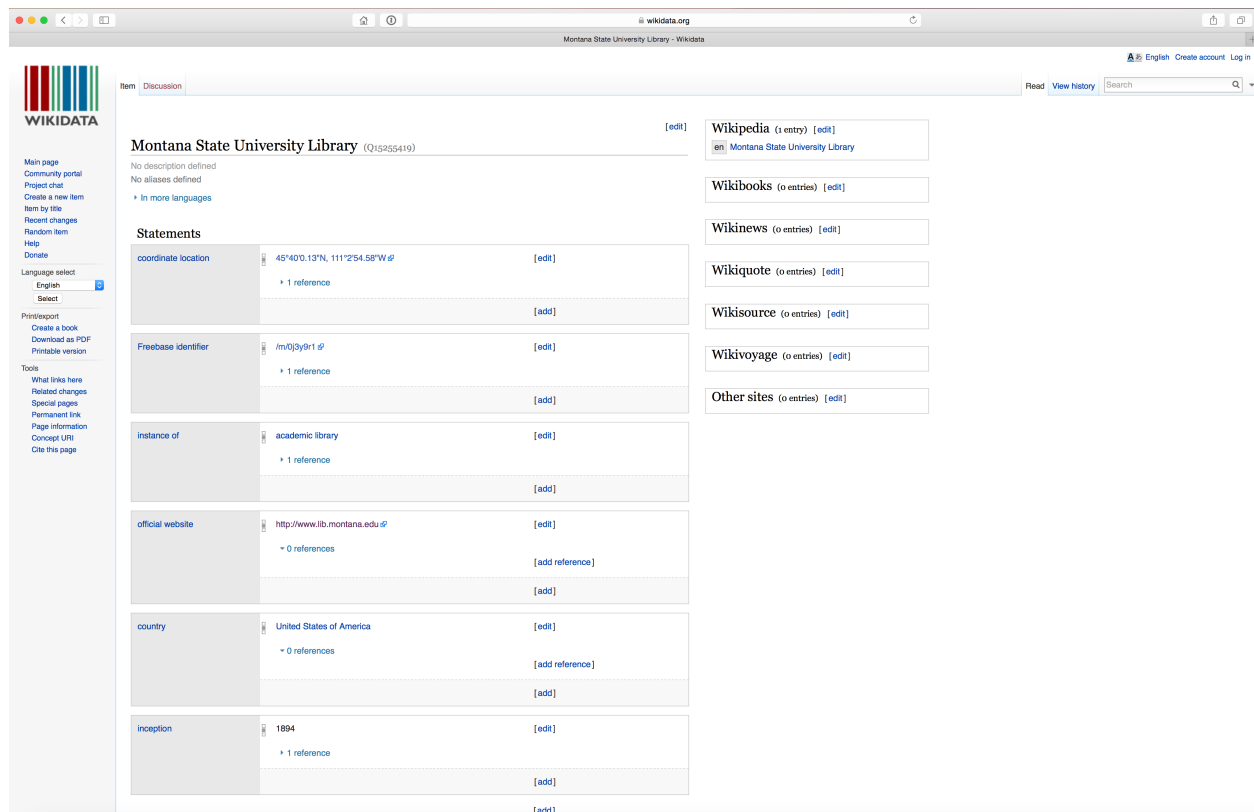 wikidata.org
Montana State University Library - Wikidata
English Create account Log in
WIKIDATA
Item Discussion
Read View history Search
Main page
Community portal
Project chat
Create a new item
Item by title
Recent changes
Random item
Help
Donate
Language select
English
Select
Print/export
Create a book
Download as PDF
Printable version
Tools
What links here
Related changes
Special pages
Permanent link
Page information
Concept URI
Cite this page
[edit]
Montana State University Library (Q15255419)
No description defined
No aliases defined
In more languages
Statements
coordinate location 45°40'0.13"N, 111°2'54.58"W [edit]
1 reference
[add]
Freebase identifier /m/0j3y9r1 [edit]
1 reference
[add]
instance of academic library [edit]
1 reference
[add]
official website http://www.lib.montana.edu [edit]
0 references
[add reference]
[add]
country United States of America [edit]
0 references
[add reference]
[add]
inception 1894 [edit]
1 reference
[add]
[add]
Wikipedia (1 entry) [edit]
en Montana State University Library
Wikibooks (0 entries) [edit]
Wikinews (0 entries) [edit]
Wikiquote (0 entries) [edit]
Wikisource (0 entries) [edit]
Wikivoyage (0 entries) [edit]
Other sites (0 entries) [edit]